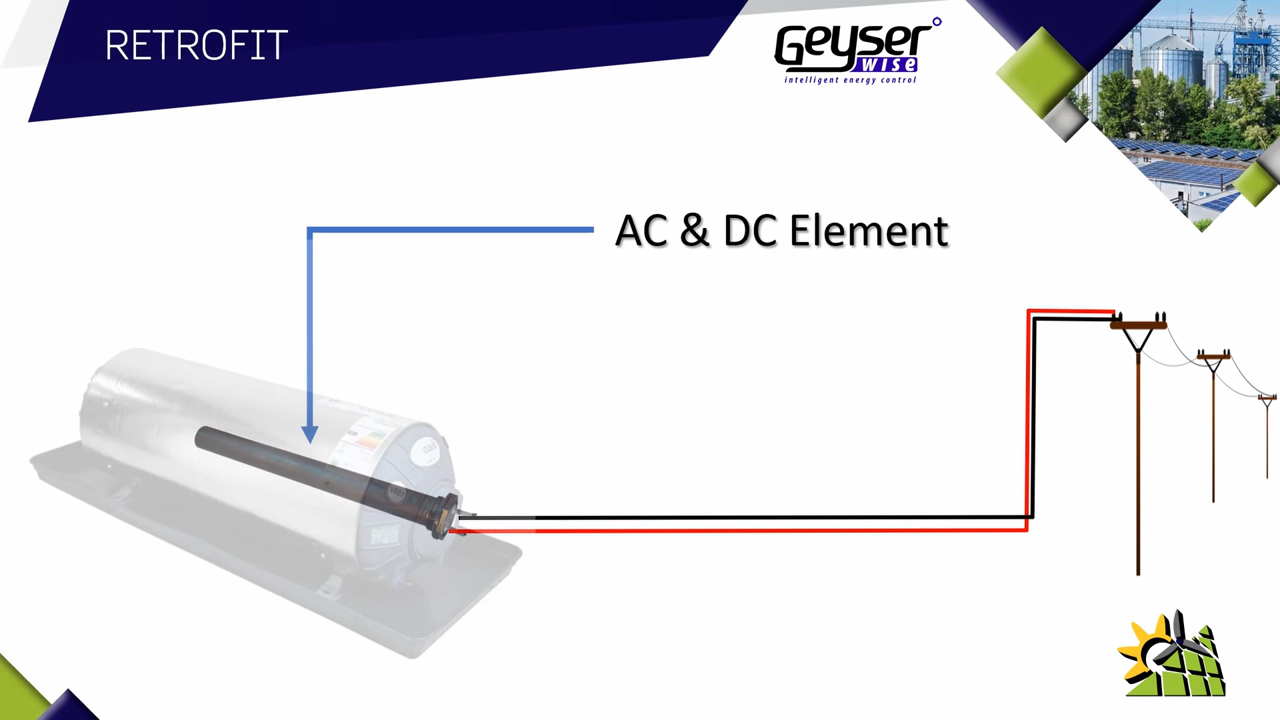 RETROFIT
Geyser
WISE
intelligent energy control
AC & DC Element